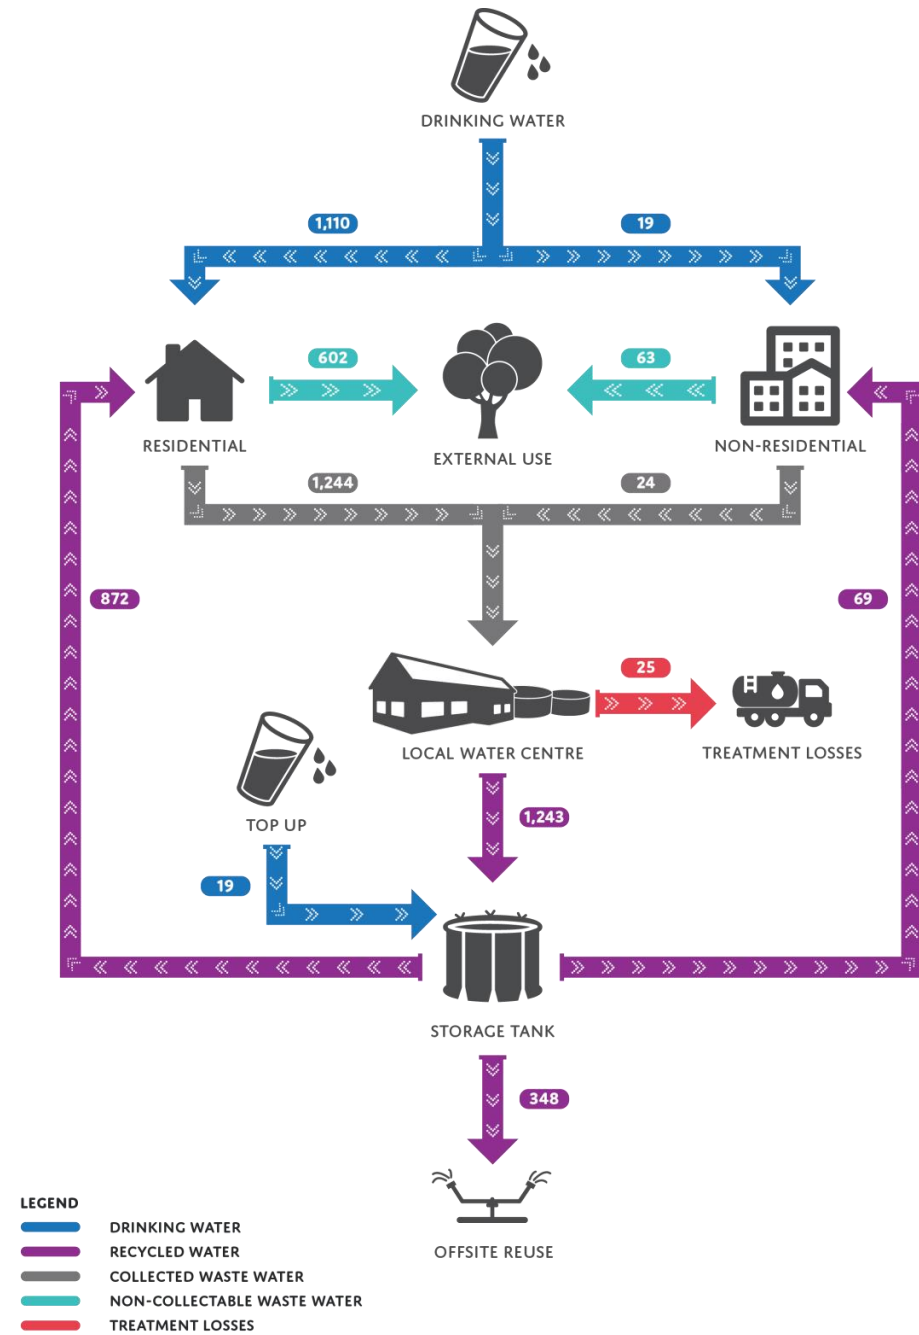 DRINKING WATER
1,110
19
602
63
RESIDENTIAL
EXTERNAL USE
NON-RESIDENTIAL
1,244
24
872
69
25
LOCAL WATER CENTRE
TREATMENT LOSSES
TOP UP
1,243
19
STORAGE TANK
348
OFFSITE REUSE
LEGEND
DRINKING WATER
RECYCLED WATER
COLLECTED WASTE WATER
NON-COLLECTABLE WASTE WATER
TREATMENT LOSSES